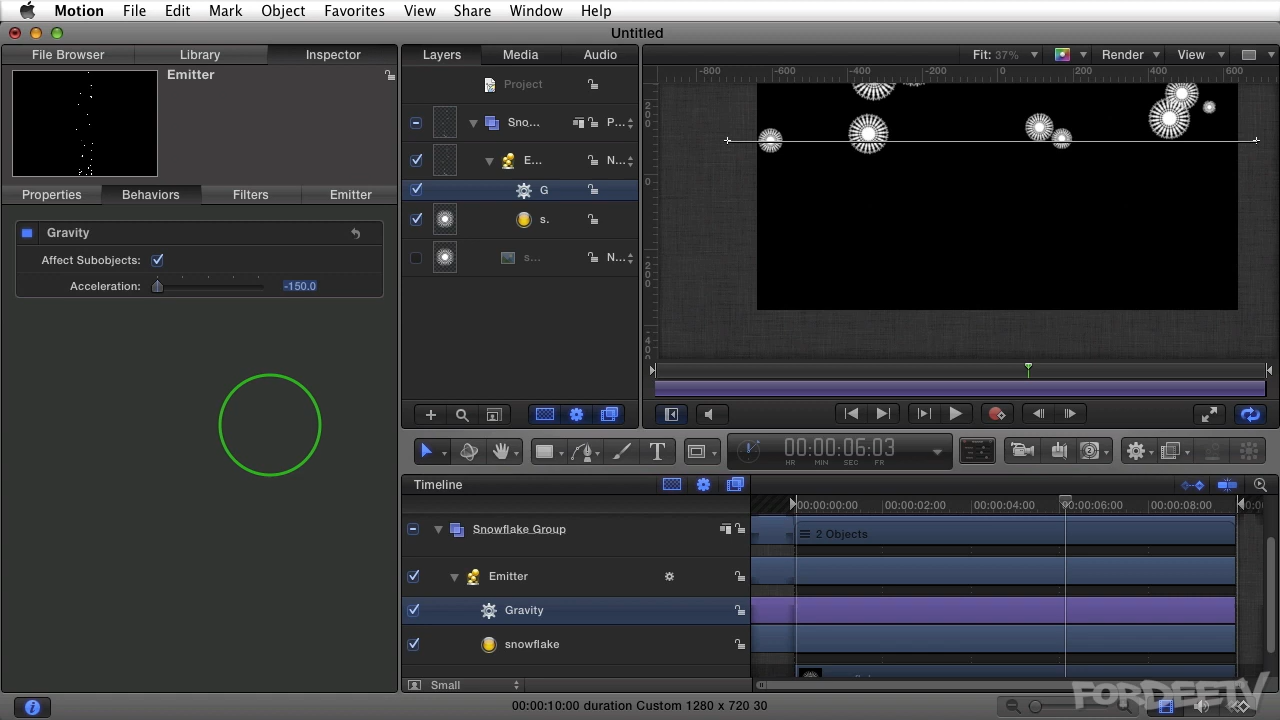 Motion File Edit Mark Object Favorites View Share Window Help
Untitled
File Browser Library Inspector Layers Media Audio Fit: 37% Render View
Emitter
Project
-800 -600 -400 -200 0 200 400 600
200
0
-200
Sno... P...
E... N...
G
s.
s... N...
Properties Behaviors Filters Emitter
Gravity
Affect Subobjects:
Acceleration: -150.0
00:00:06:03
HR MIN SEC FR
T
Timeline
00:00:00:00 00:00:02:00 00:00:04:00 00:00:06:00 00:00:08:00
Snowflake Group
2 Objects
Emitter
Gravity
snowflake
Small
00:00:10:00 duration Custom 1280 x 720 30
FORDEETV